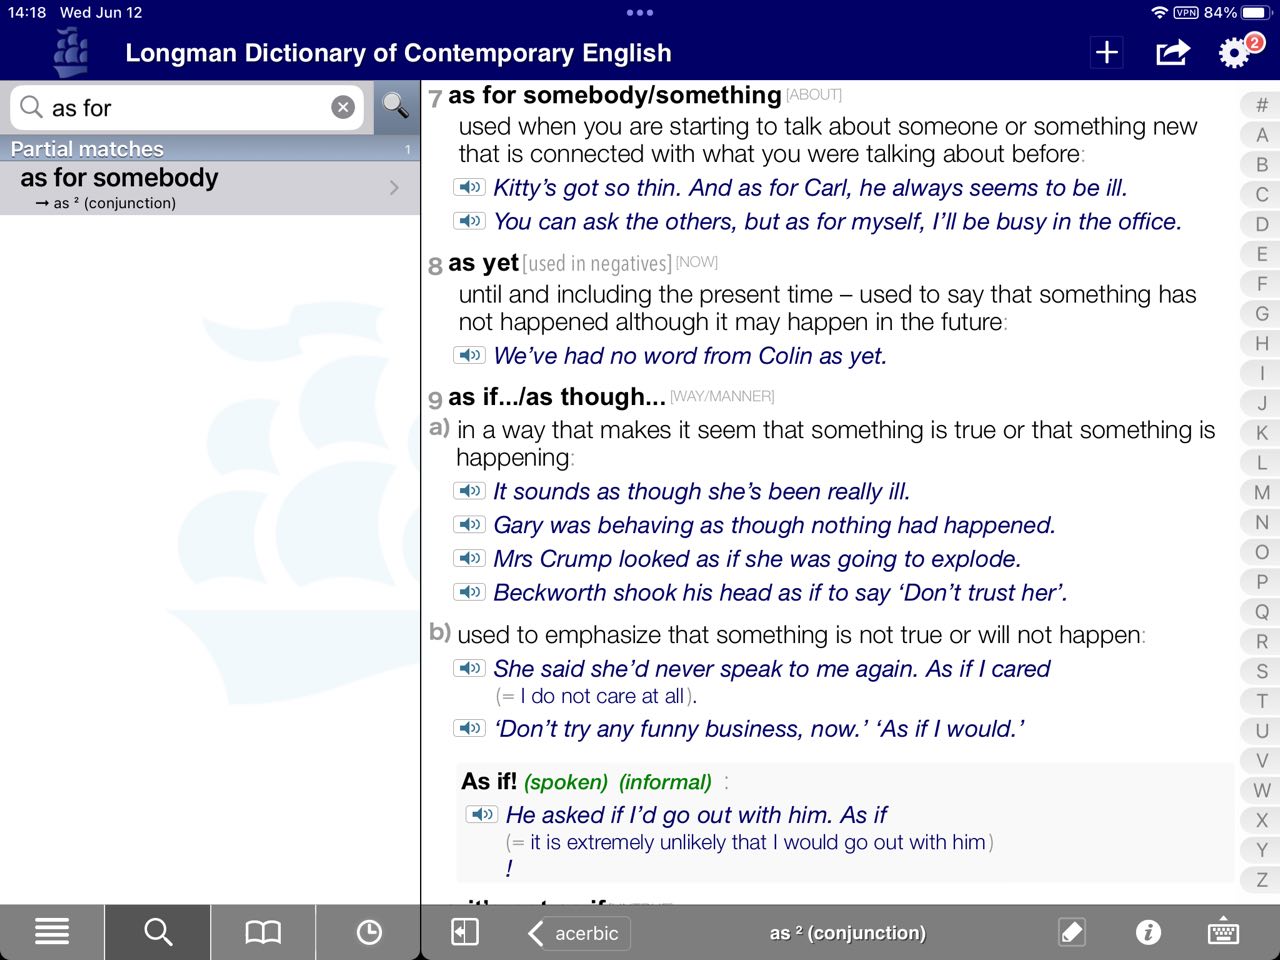 14:18 Wed Jun 12
VPN 84%
Longman Dictionary of Contemporary English
2
as for
Partial matches 1
as for somebody
→ as ² (conjunction)
7 as for somebody/something [ABOUT]
used when you are starting to talk about someone or something new
that is connected with what you were talking about before:
Kitty’s got so thin. And as for Carl, he always seems to be ill.
You can ask the others, but as for myself, I’ll be busy in the office.
8 as yet [used in negatives] [NOW]
until and including the present time – used to say that something has
not happened although it may happen in the future:
We’ve had no word from Colin as yet.
9 as if.../as though... [WAY/MANNER]
a) in a way that makes it seem that something is true or that something is
happening:
It sounds as though she’s been really ill.
Gary was behaving as though nothing had happened.
Mrs Crump looked as if she was going to explode.
Beckworth shook his head as if to say ‘Don’t trust her’.
b) used to emphasize that something is not true or will not happen:
She said she’d never speak to me again. As if I cared
(= I do not care at all).
‘Don’t try any funny business, now.’ ‘As if I would.’
As if! (spoken) (informal) :
He asked if I’d go out with him. As if
(= it is extremely unlikely that I would go out with him)
!
#
A
B
C
D
E
F
G
H
I
J
K
L
M
N
O
P
Q
R
S
T
U
V
W
X
Y
Z
acerbic
as ² (conjunction)